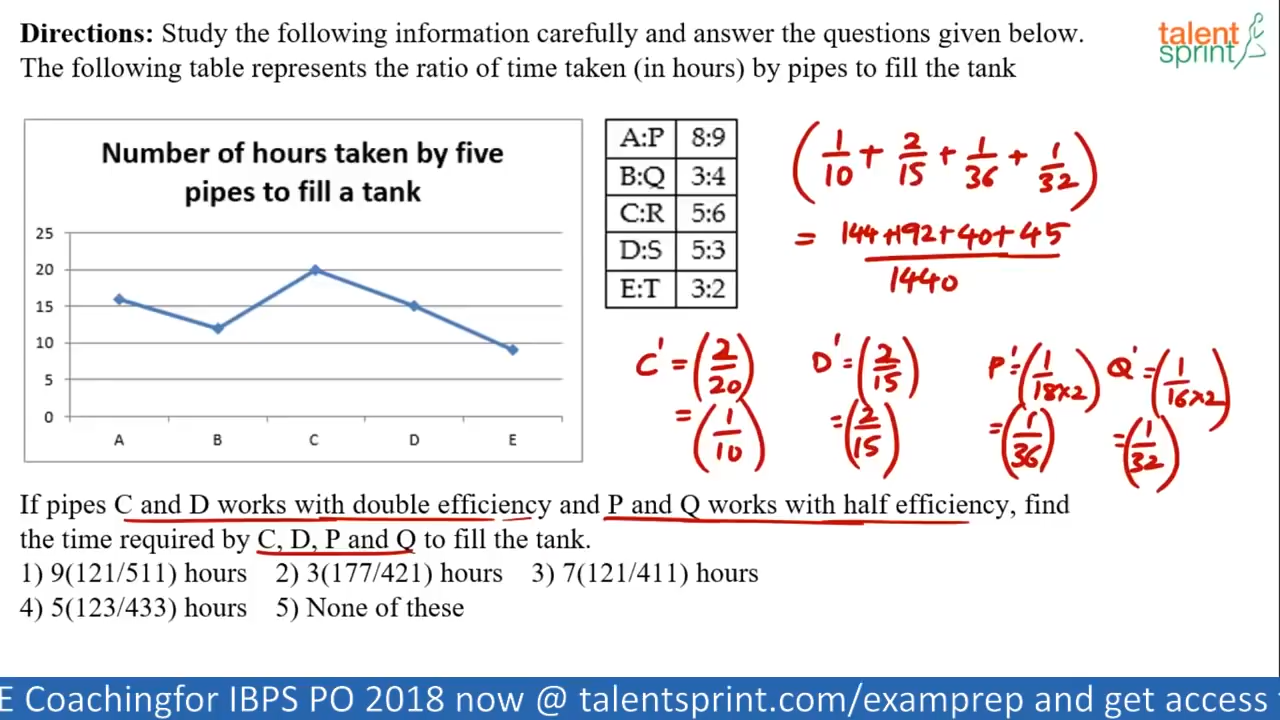 Directions: Study the following information carefully and answer the questions given below.
The following table represents the ratio of time taken (in hours) by pipes to fill the tank
talent
sprint
Number of hours taken by five
pipes to fill a tank
25
20
15
10
5
0
A B C D E
A:P 8:9
B:Q 3:4
C:R 5:6
D:S 5:3
E:T 3:2
(1/10 + 2/15 + 1/36 + 1/32)
= 144+192+40+45 / 1440
C' = (2/20) D' = (2/15) P' = (1/18×2) Q' = (1/16×2)
= (1/10) = (2/15) = (1/36) = (1/32)
If pipes C and D works with double efficiency and P and Q works with half efficiency, find
the time required by C, D, P and Q to fill the tank.
1) 9(121/511) hours 2) 3(177/421) hours 3) 7(121/411) hours
4) 5(123/433) hours 5) None of these
E Coachingfor IBPS PO 2018 now @ talentsprint.com/examprep and get access